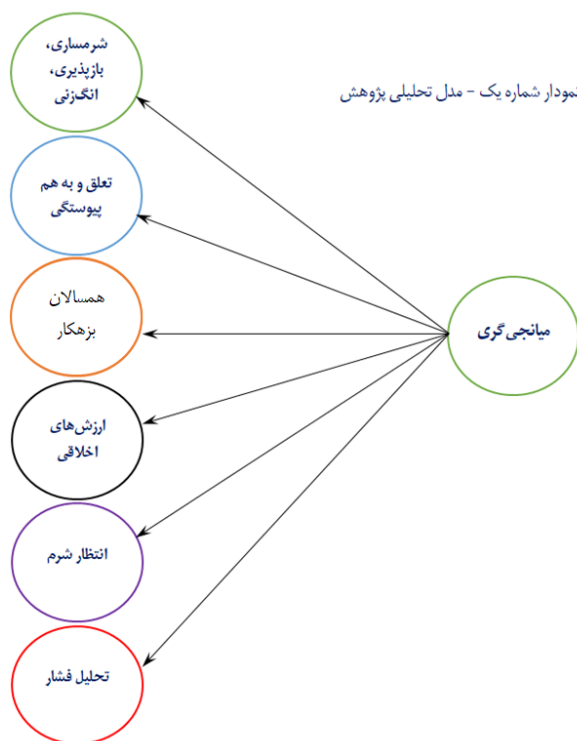 نمودار شماره یک – مدل تحلیلی پژوهش
میانجی‌گری
شرمساری،
بازپذیری،
انگ‌زنی
تعلق و به هم
پیوستگی
همسالان
بزهکار
ارزش‌های
اخلاقی
انتظار شرم
تحلیل فشار